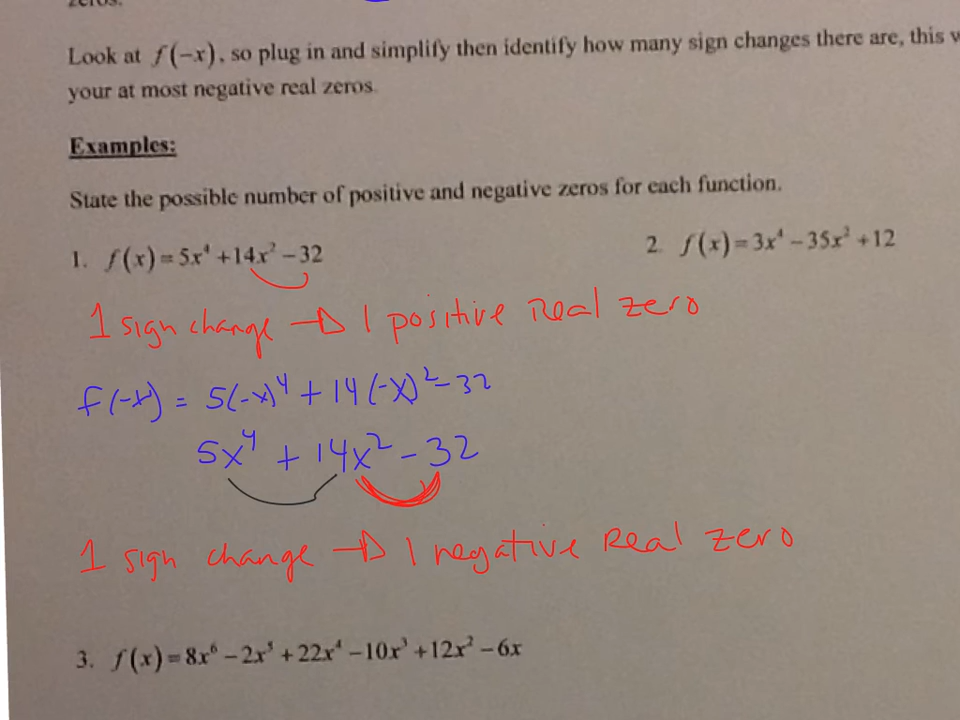 zeros.
Look at f(-x), so plug in and simplify then identify how many sign changes there are, this
your at most negative real zeros.
Examples:
State the possible number of positive and negative zeros for each function.
1. f(x) = 5x⁴ + 14x² - 32
2. f(x) = 3x⁴ - 35x² + 12
1 sign change → 1 positive Real zero
f(-x) = 5(-x)⁴ + 14(-x)² - 32
5x⁴ + 14x² - 32
1 sign change → 1 negative Real zero
3. f(x) = 8x⁶ - 2x⁵ + 22x⁴ - 10x³ + 12x² - 6x